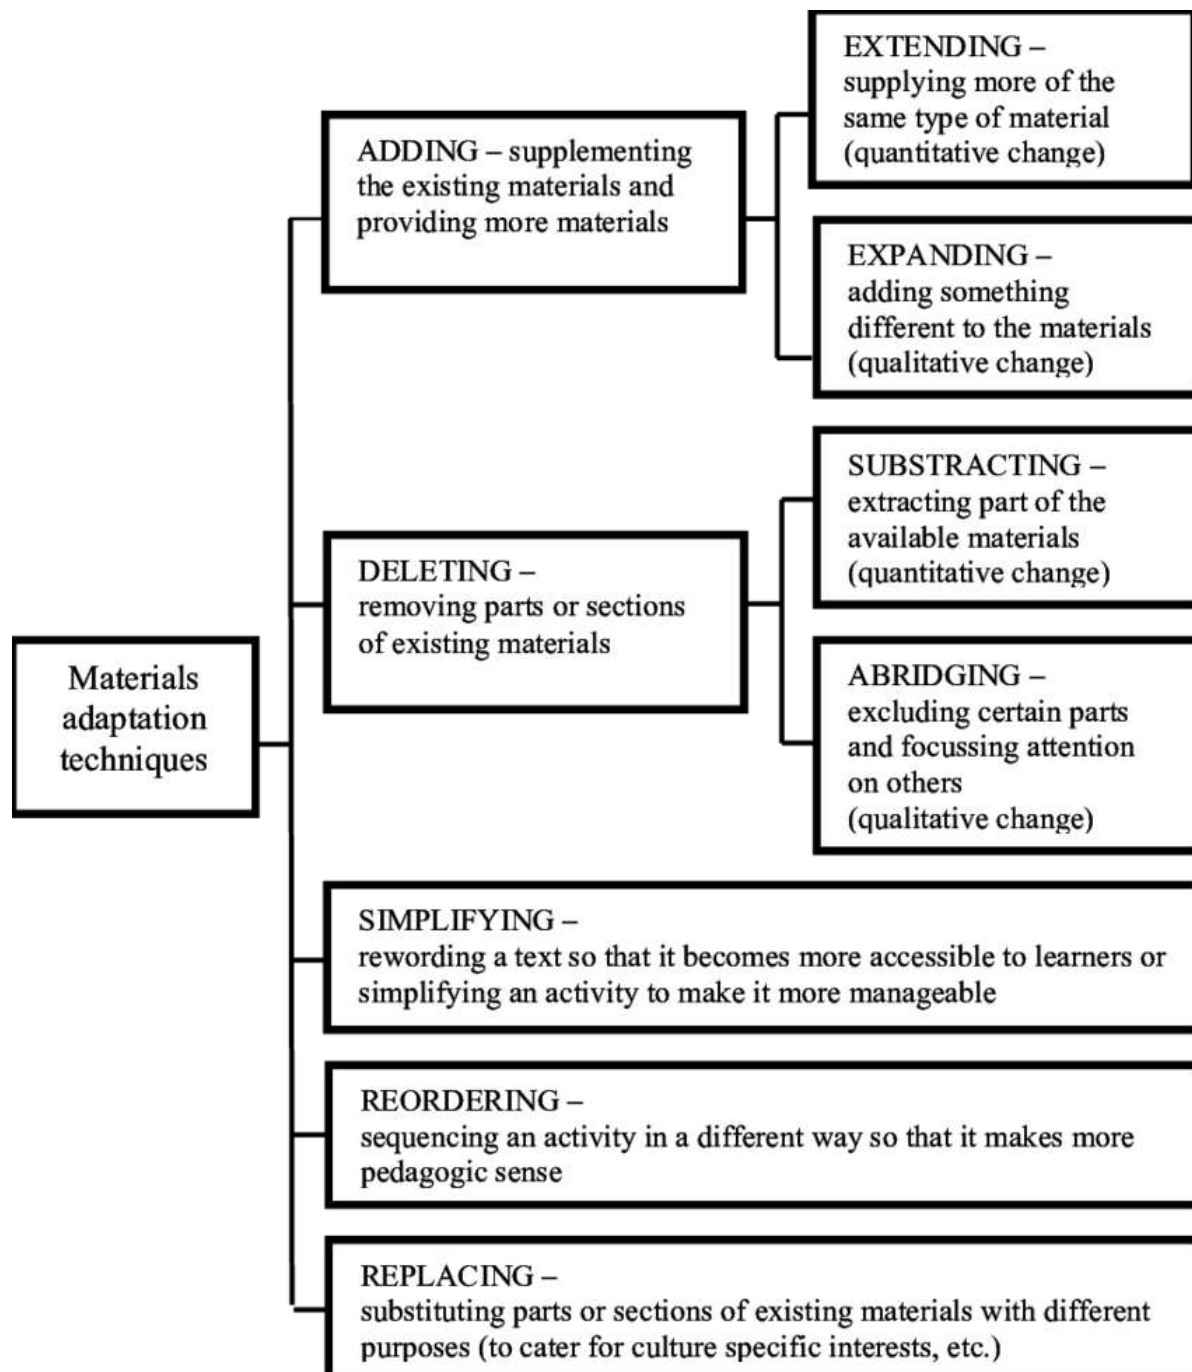 Materials
adaptation
techniques
ADDING – supplementing
the existing materials and
providing more materials
EXTENDING –
supplying more of the
same type of material
(quantitative change)
EXPANDING –
adding something
different to the materials
(qualitative change)
DELETING –
removing parts or sections
of existing materials
SUBSTRACTING –
extracting part of the
available materials
(quantitative change)
ABRIDGING –
excluding certain parts
and focussing attention
on others
(qualitative change)
SIMPLIFYING –
rewording a text so that it becomes more accessible to learners or
simplifying an activity to make it more manageable
REORDERING –
sequencing an activity in a different way so that it makes more
pedagogic sense
REPLACING –
substituting parts or sections of existing materials with different
purposes (to cater for culture specific interests, etc.)